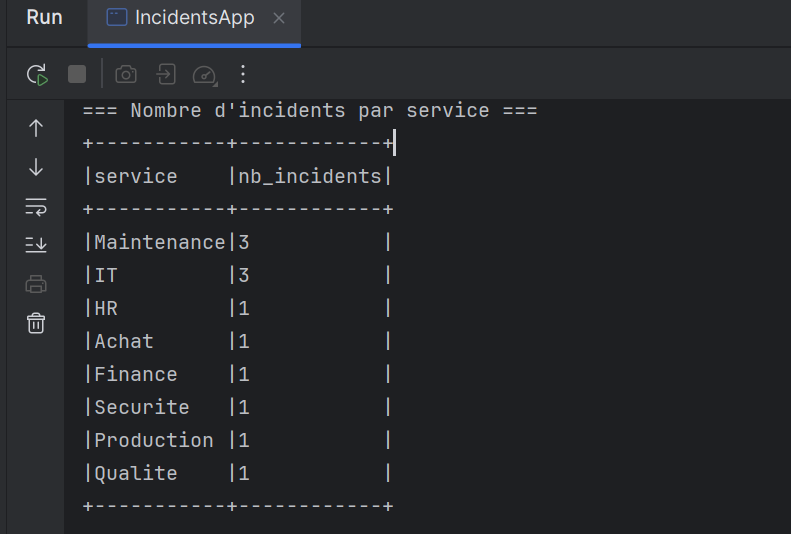 Run IncidentsApp
=== Nombre d'incidents par service ===
+-----------+------------+
|service    |nb_incidents|
+-----------+------------+
|Maintenance|3           |
|IT         |3           |
|HR         |1           |
|Achat      |1           |
|Finance    |1           |
|Securite   |1           |
|Production |1           |
|Qualite    |1           |
+-----------+------------+